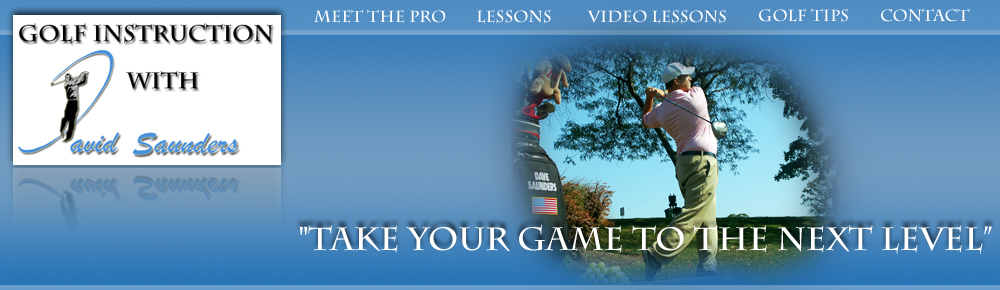 MEET THE PRO
LESSONS
VIDEO LESSONS
GOLF TIPS
CONTACT
GOLF INSTRUCTION
WITH
David Saunders
DAVE
SAUNDERS
"TAKE YOUR GAME TO THE NEXT LEVEL"